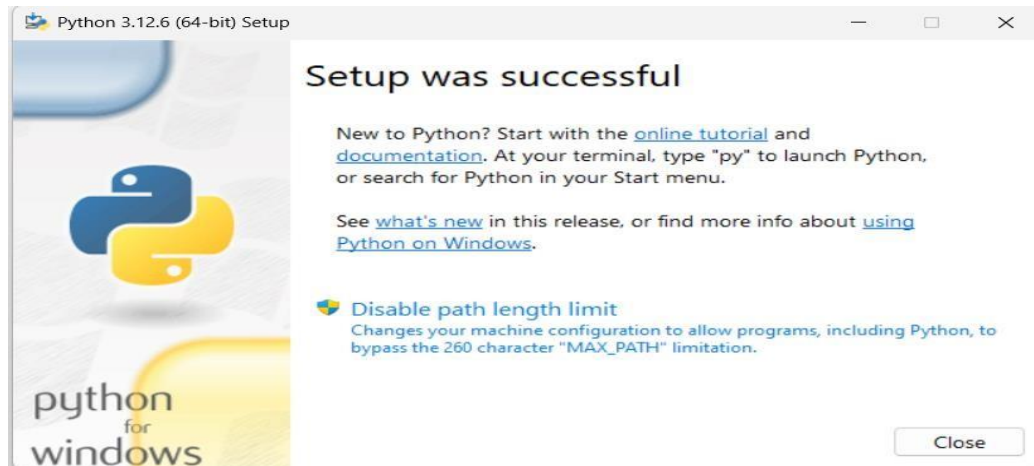 Python 3.12.6 (64-bit) Setup
Setup was successful
New to Python? Start with the online tutorial and
documentation. At your terminal, type "py" to launch Python,
or search for Python in your Start menu.
See what's new in this release, or find more info about using
Python on Windows.
Disable path length limit
Changes your machine configuration to allow programs, including Python, to
bypass the 260 character "MAX_PATH" limitation.
python
for
windows
Close